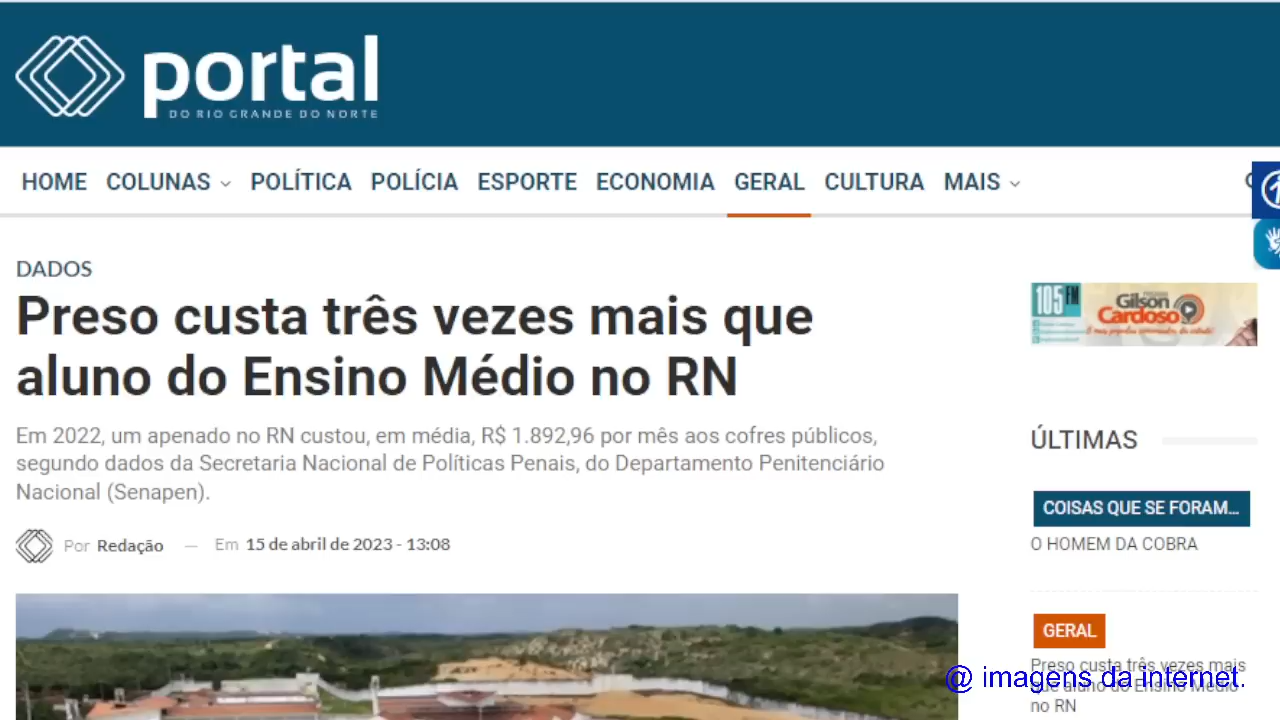 portal
DO RIO GRANDE DO NORTE
HOME COLUNAS POLÍTICA POLÍCIA ESPORTE ECONOMIA GERAL CULTURA MAIS
DADOS
Preso custa três vezes mais que
aluno do Ensino Médio no RN
Em 2022, um apenado no RN custou, em média, R$ 1.892,96 por mês aos cofres públicos,
segundo dados da Secretaria Nacional de Políticas Penais, do Departamento Penitenciário
Nacional (Senapen).
Por Redação — Em 15 de abril de 2023 - 13:08
105 FM
Gilson
Cardoso
ÚLTIMAS
COISAS QUE SE FORAM...
O HOMEM DA COBRA
GERAL
Preso custa três vezes mais
que aluno do Ensino Médio
no RN
@ imagens da internet.